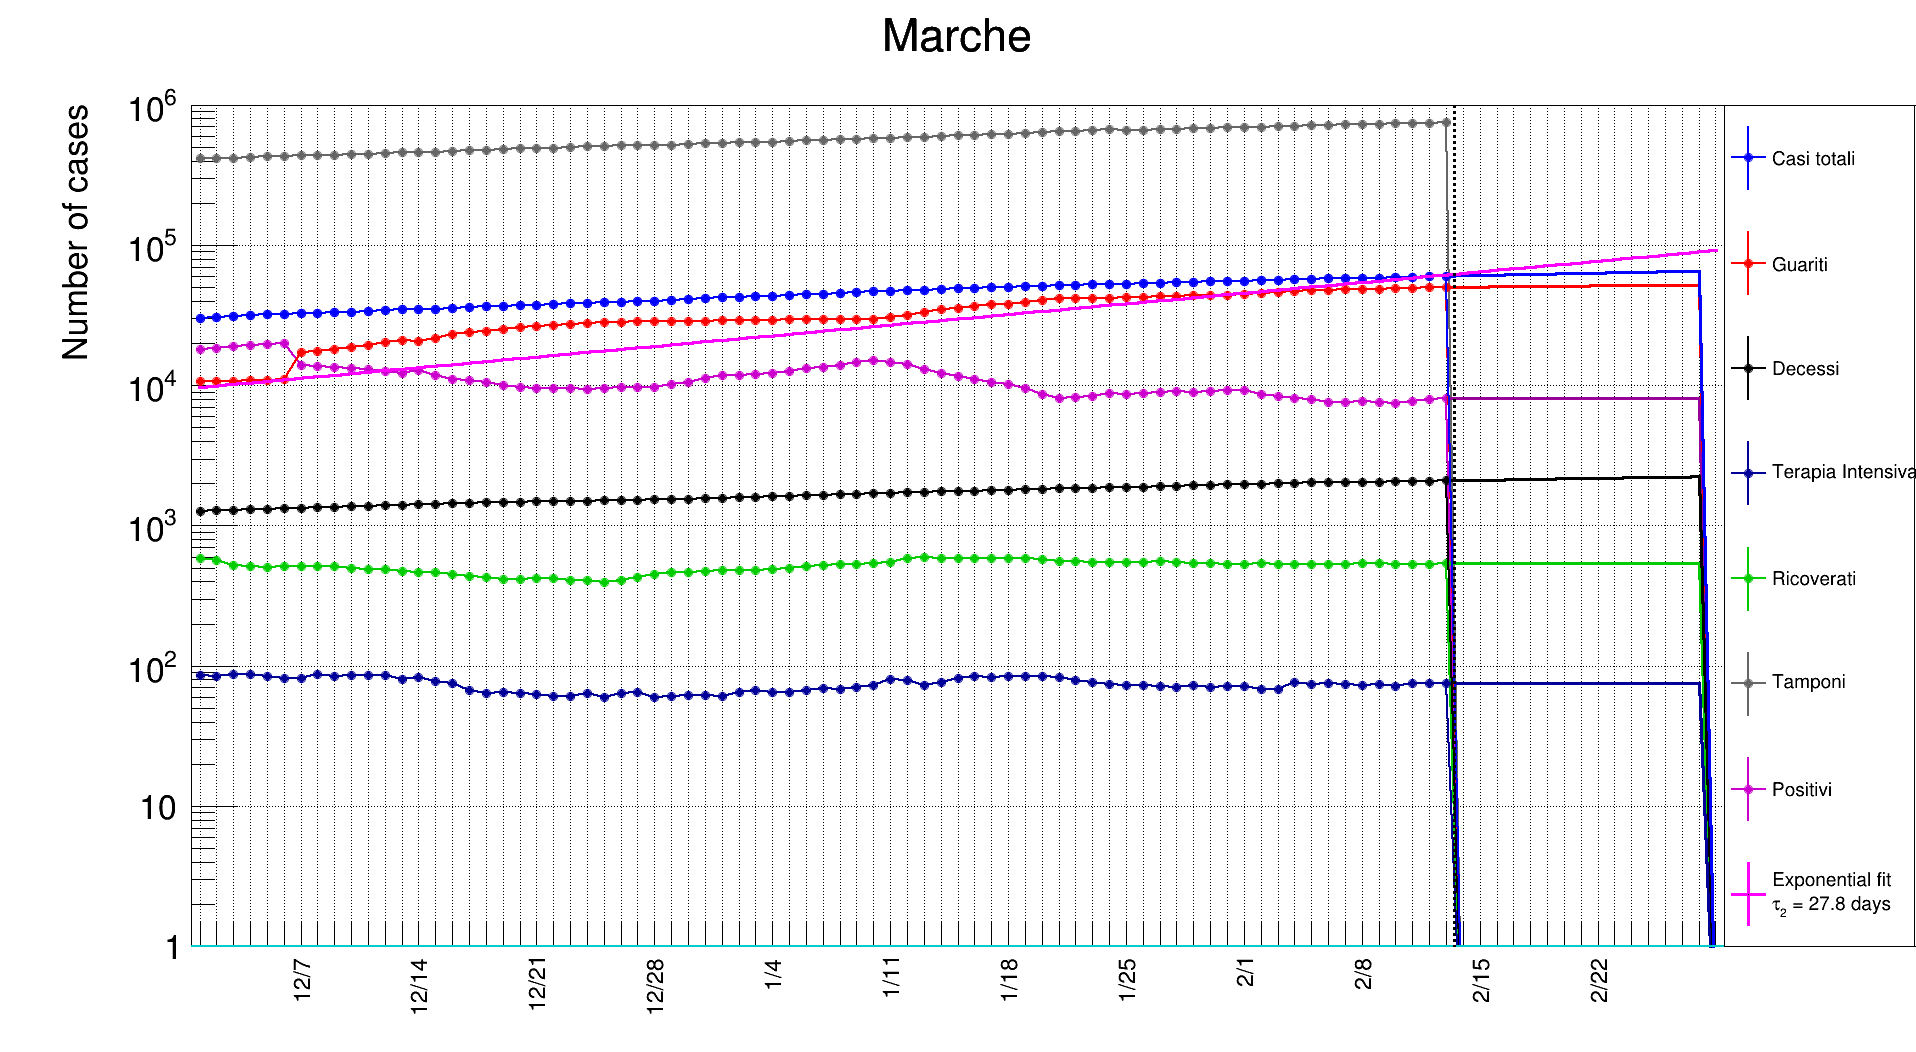 Marche
Number of cases
10^6
10^5
10^4
10^3
10^2
10
1
12/7
12/14
12/21
12/28
1/4
1/11
1/18
1/25
2/1
2/8
2/15
2/22
Casi totali
Guariti
Decessi
Terapia Intensiva
Ricoverati
Tamponi
Positivi
Exponential fit
τ₂ = 27.8 days